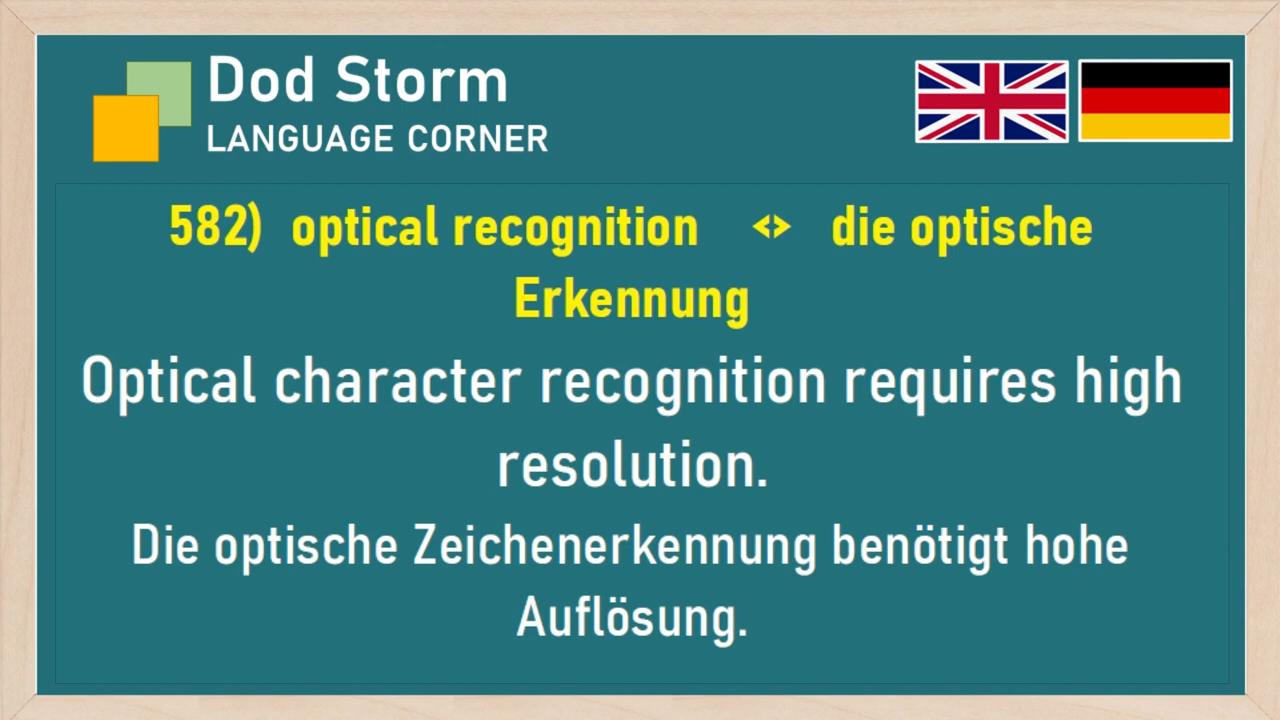 Dod Storm
LANGUAGE CORNER
582) optical recognition <> die optische
Erkennung
Optical character recognition requires high
resolution.
Die optische Zeichenerkennung benötigt hohe
Auflösung.